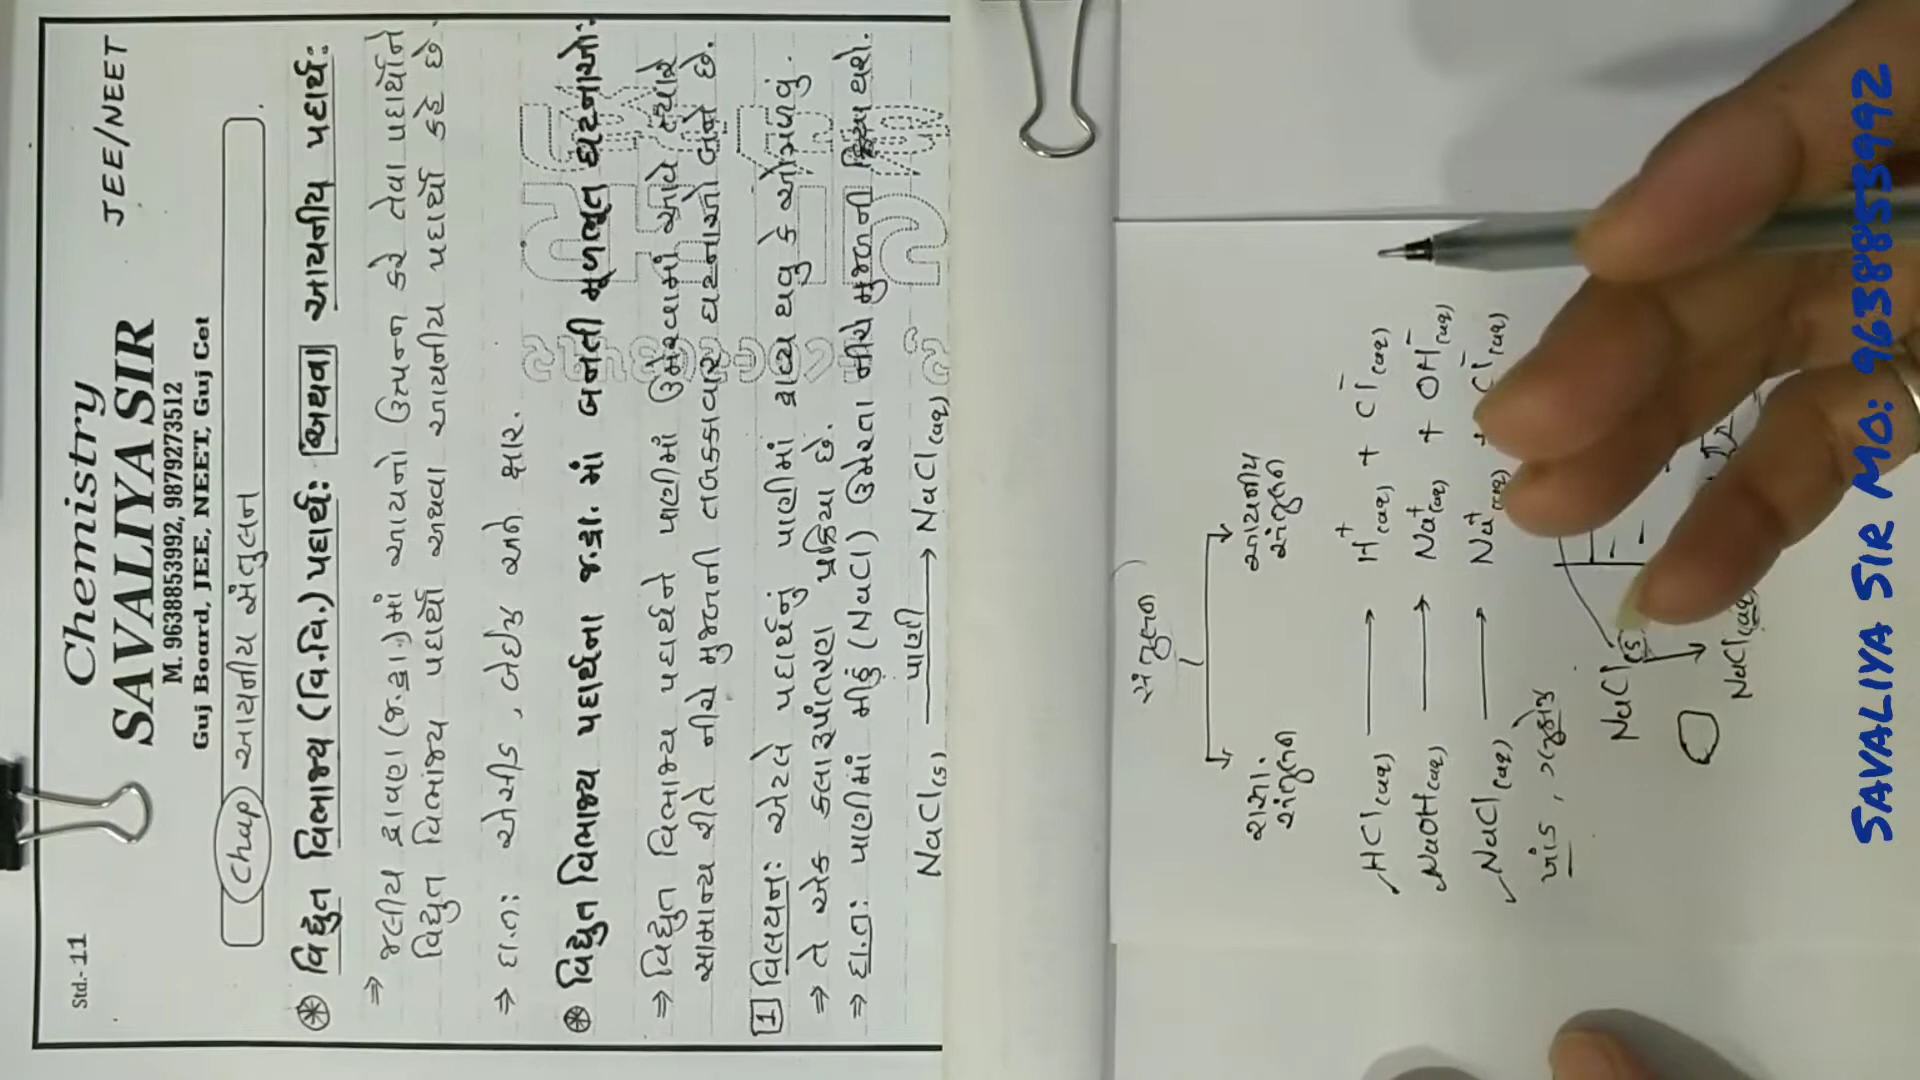 Std.-11
Chemistry
SAVALIYA SIR
M. 9638853992, 9879273512
Guj Board, JEE, NEET, Guj Cet
JEE/NEET
Chap આયનીય સંતુલન
વિદ્યુત વિભાજ્ય (વિ.વિ.) પદાર્થ: અથવા આયનીય પદાર્થ:
⇒ જલીય દ્રાવણ (જ.દ્રા.)માં આયનો ઉત્પન્ન કરે તેવા પદાર્થોને
વિદ્યુત વિભાજ્ય પદાર્થો અથવા આયનીય પદાર્થો કહે છે.
⇒ દા.ત: એસીડ, બેઇઝ અને ક્ષાર.
વિદ્યુત વિભાજ્ય પદાર્થના જ.દ્રા. માં બનતી મૂળભૂત ઘટનાઓ:
⇒ વિદ્યુત વિભાજ્ય પદાર્થને પાણીમાં ઉમેરવામાં આવે ત્યારે
સામાન્ય રીતે નીચે મુજબની તબક્કાવાર ઘટનાઓ બને છે.
1 વિલયન: એટલે પદાર્થનું પાણીમાં દ્રાવ્ય થવુ કે ઓગળવું.
⇒ તે એક કલા રૂપાંતરણ પ્રક્રિયા છે.
⇒ દા.ત: પાણીમાં મીઠું (NaCl) ઉમેરતા નીચે મુજબની ક્રિયા થશે.
NaCl(s) પાણી → NaCl(aq)
સંતુલન
રાસા. સંતુલન
આયનીય સંતુલન
HCl(aq) → H⁺(aq) + Cl⁻(aq)
NaOH(aq) → Na⁺(aq) + OH⁻(aq)
NaCl(aq) → Na⁺(aq) + Cl⁻(aq)
ખાંડ, ગ્લુકોઝ
NaCl(s)
NaCl(aq)
SAVALIYA SIR MO: 9638853992